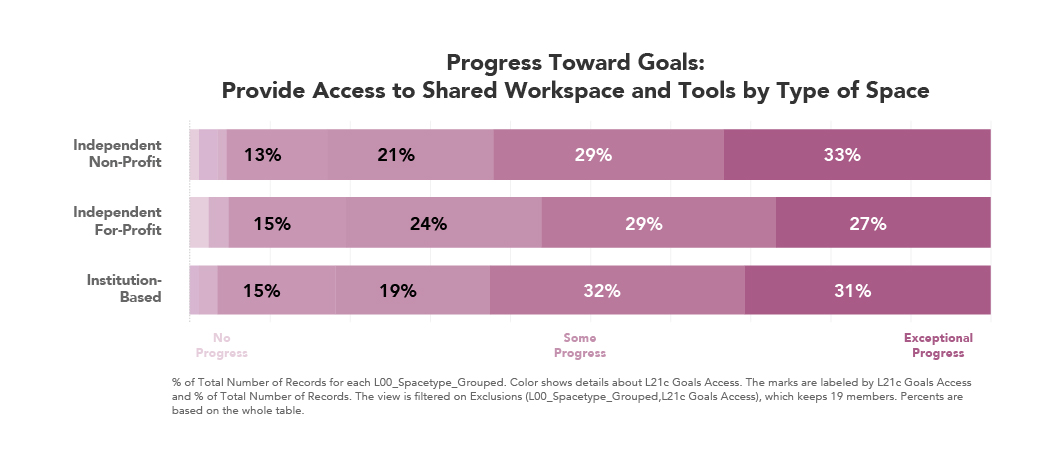 Progress Toward Goals:
Provide Access to Shared Workspace and Tools by Type of Space
Independent
Non-Profit
13%
21%
29%
33%
Independent
For-Profit
15%
24%
29%
27%
Institution-
Based
15%
19%
32%
31%
No
Progress
Some
Progress
Exceptional
Progress
% of Total Number of Records for each L00_Spacetype_Grouped. Color shows details about L21c Goals Access. The marks are labeled by L21c Goals Access
and % of Total Number of Records. The view is filtered on Exclusions (L00_Spacetype_Grouped,L21c Goals Access), which keeps 19 members. Percents are
based on the whole table.